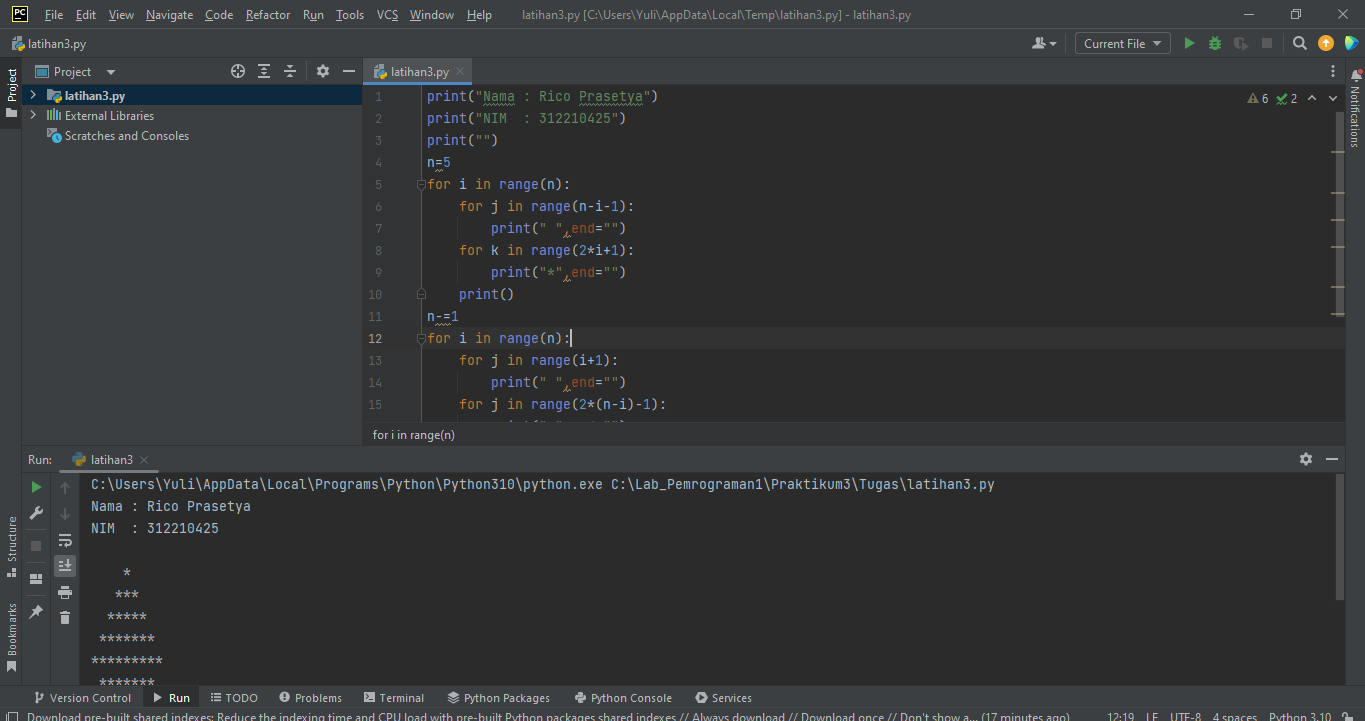 PC File Edit View Navigate Code Refactor Run Tools VCS Window Help latihan3.py [C:\Users\Yuli\AppData\Local\Temp\latihan3.py] - latihan3.py
latihan3.py Current File
Project latihan3.py
Project
latihan3.py
External Libraries
Scratches and Consoles
6 2
Notifications
1 print("Nama : Rico Prasetya")
2 print("NIM  : 312210425")
3 print("")
4 n=5
5 for i in range(n):
6     for j in range(n-i-1):
7         print(" ",end="")
8     for k in range(2*i+1):
9         print("*",end="")
10     print()
11 n-=1
12 for i in range(n):
13     for j in range(i+1):
14         print(" ",end="")
15     for j in range(2*(n-i)-1):
for i in range(n)
Run: latihan3
C:\Users\Yuli\AppData\Local\Programs\Python\Python310\python.exe C:\Lab_Pemrograman1\Praktikum3\Tugas\latihan3.py
Nama : Rico Prasetya
NIM  : 312210425
    *
   ***
  *****
 *******
*********
 *******
Structure
Bookmarks
Version Control Run TODO Problems Terminal Python Packages Python Console Services
Download pre-built shared indexes: Reduce the indexing time and CPU load with pre-built Python packages shared indexes // Always download // Download once // Don't show a... (17 minutes ago) 12:19 LF UTF-8 4 spaces Python 3.10